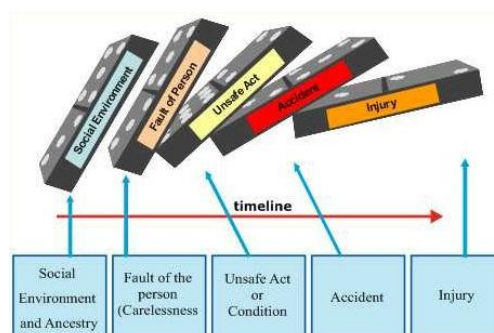 Social Environment
Fault of Person
Unsafe Act
Accident
Injury
timeline
Social
Environment
and Ancestry
Fault of the
person
(Carelessness
Unsafe Act
or
Condition
Accident
Injury